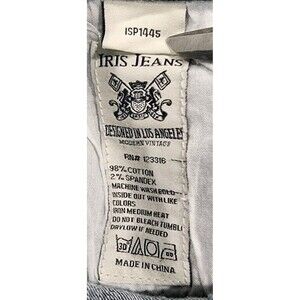 ISP1445
IRIS JEANS
DESIGNED IN LOS ANGELES
MODERN VINTAGE
RN# 123316
98% COTTON
2% SPANDEX
MACHINE WASH COLD
INSIDE OUT WITH LIKE
COLORS
IRON MEDIUM HEAT
DO NOT BLEACH TUMBLE
DRY LOW IF NEEDED
30
MADE IN CHINA